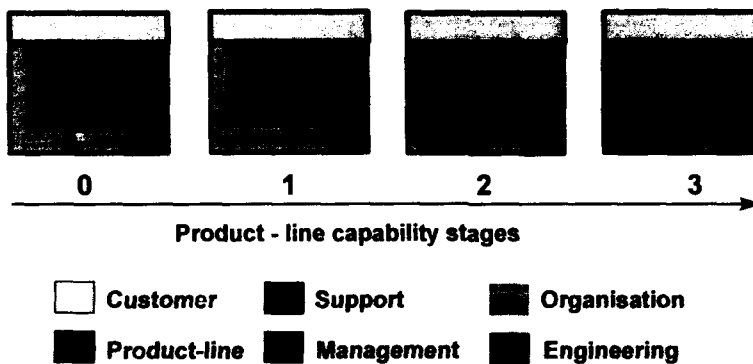 0 1 2 3
Product - line capability stages
Customer Support Organisation
Product-line Management Engineering